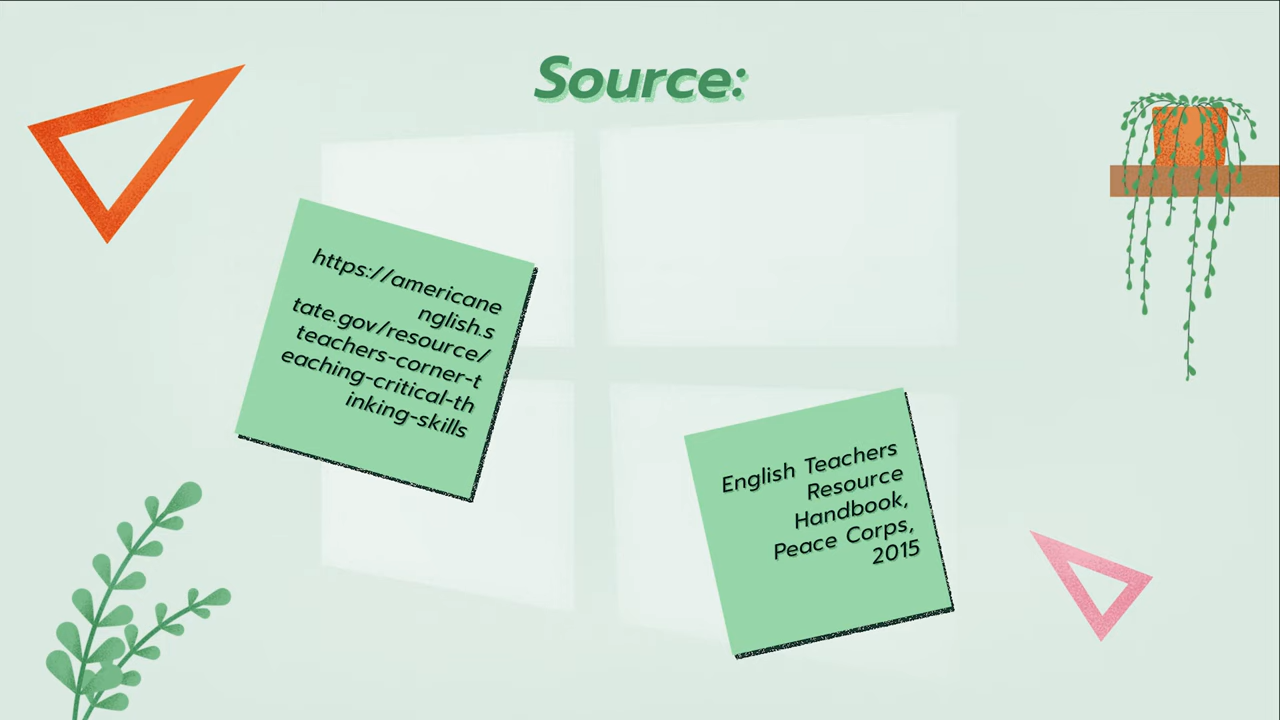 Source:
https://americane
nglish.s
tate.gov/resource/
teachers-corner-t
eaching-critical-th
inking-skills
English Teachers
Resource
Handbook,
Peace Corps,
2015